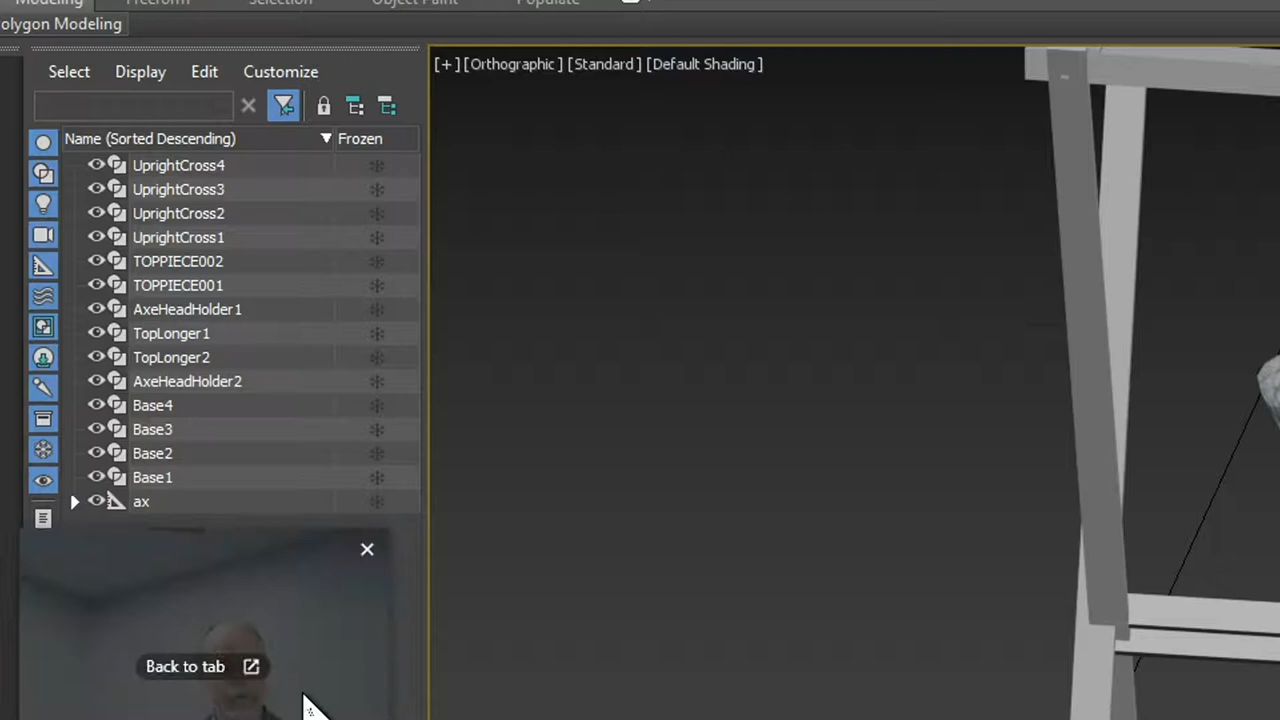 Modeling Freeform Selection Object Paint Populate
olygon Modeling
Select Display Edit Customize
[+][Orthographic][Standard][Default Shading]
Name (Sorted Descending) Frozen
UprightCross4
UprightCross3
UprightCross2
UprightCross1
TOPPIECE002
TOPPIECE001
AxeHeadHolder1
TopLonger1
TopLonger2
AxeHeadHolder2
Base4
Base3
Base2
Base1
ax
Back to tab